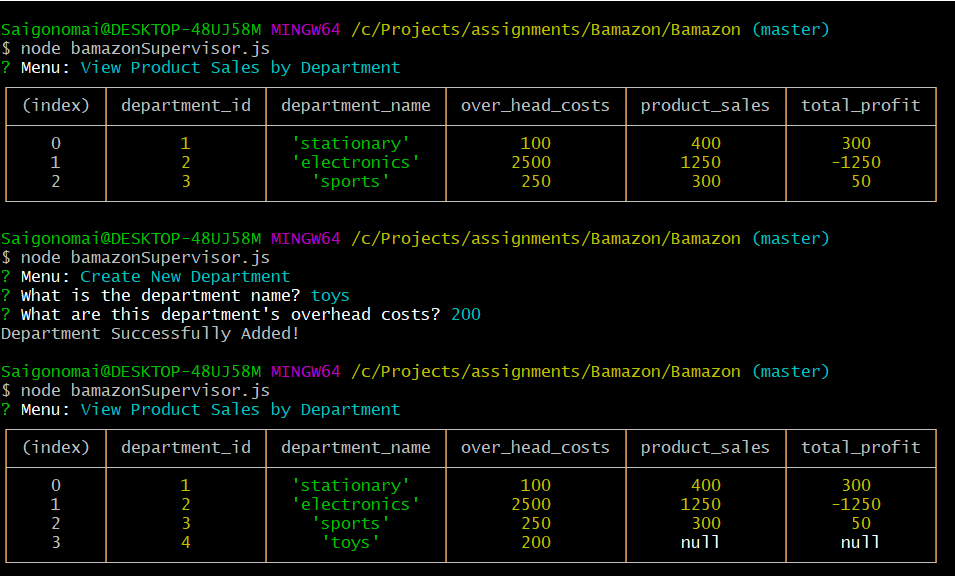 Saigonomai@DESKTOP-48UJ58M MINGW64 /c/Projects/assignments/Bamazon/Bamazon (master)
$ node bamazonSupervisor.js
? Menu: View Product Sales by Department
(index) department_id department_name over_head_costs product_sales total_profit
0 1 'stationary' 100 400 300
1 2 'electronics' 2500 1250 -1250
2 3 'sports' 250 300 50
Saigonomai@DESKTOP-48UJ58M MINGW64 /c/Projects/assignments/Bamazon/Bamazon (master)
$ node bamazonSupervisor.js
? Menu: Create New Department
? What is the department name? toys
? What are this department's overhead costs? 200
Department Successfully Added!
Saigonomai@DESKTOP-48UJ58M MINGW64 /c/Projects/assignments/Bamazon/Bamazon (master)
$ node bamazonSupervisor.js
? Menu: View Product Sales by Department
(index) department_id department_name over_head_costs product_sales total_profit
0 1 'stationary' 100 400 300
1 2 'electronics' 2500 1250 -1250
2 3 'sports' 250 300 50
3 4 'toys' 200 null null